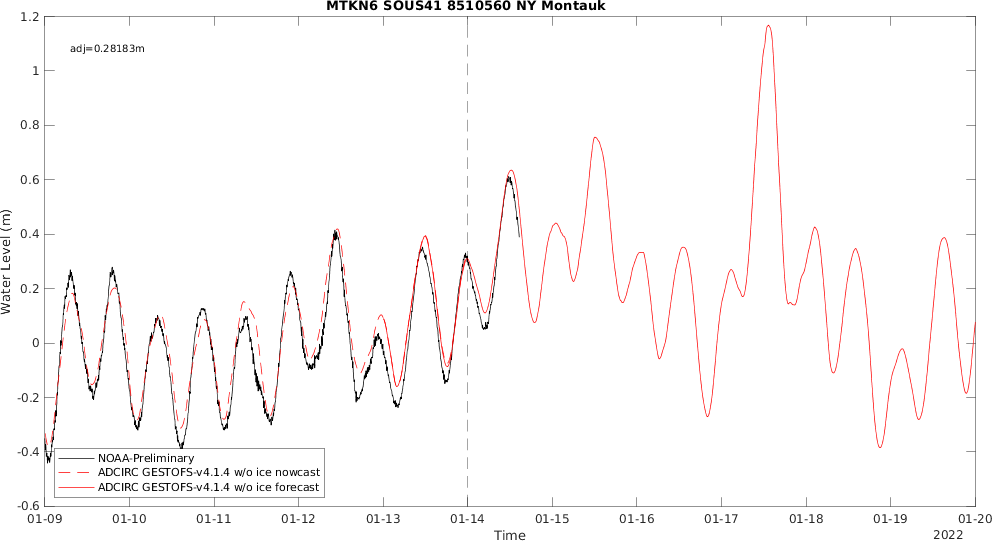 MTKN6 SOUS41 8510560 NY Montauk
adj=0.28183m
1.2
1
0.8
0.6
0.4
0.2
0
-0.2
-0.4
-0.6
Water Level (m)
NOAA-Preliminary
ADCIRC GESTOFS-v4.1.4 w/o ice nowcast
ADCIRC GESTOFS-v4.1.4 w/o ice forecast
01-09 01-10 01-11 01-12 01-13 01-14 01-15 01-16 01-17 01-18 01-19 01-20
Time
2022